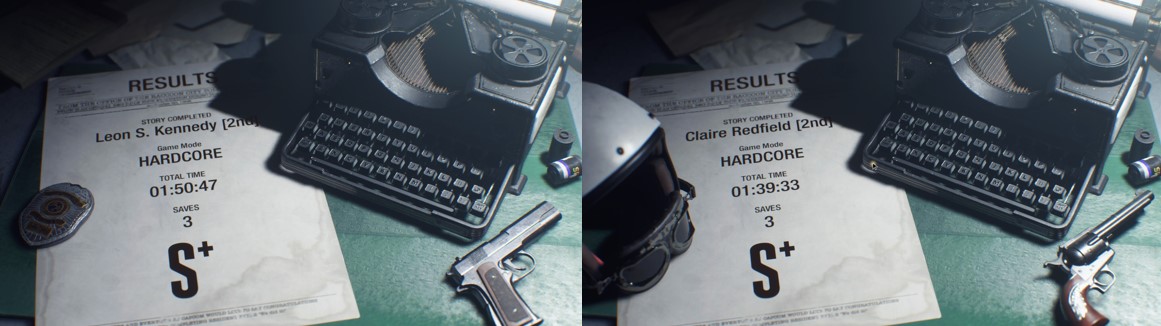 RESULTS
STORY COMPLETED
Leon S. Kennedy [2nd]
Game Mode
HARDCORE
TOTAL TIME
01:50:47
SAVES
3
S+
RESULTS
STORY COMPLETED
Claire Redfield [2nd]
Game Mode
HARDCORE
TOTAL TIME
01:39:33
SAVES
3
S+